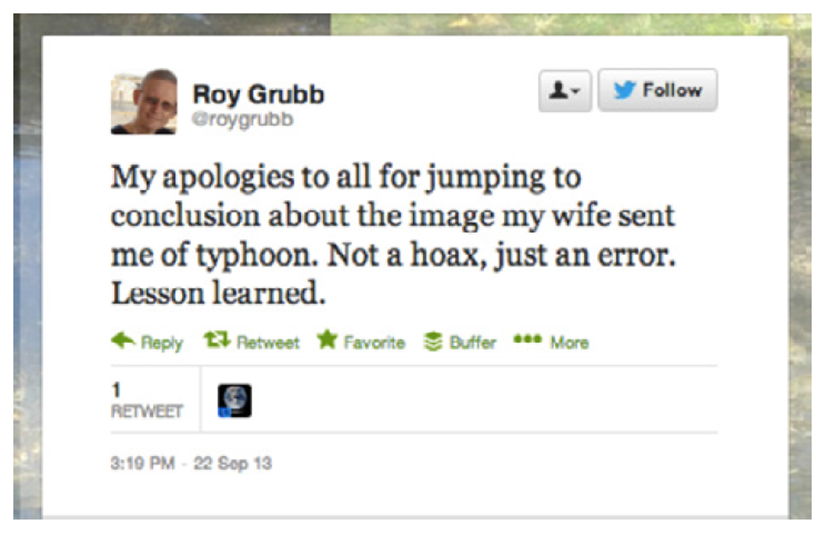 Roy Grubb
@roygrubb
Follow
My apologies to all for jumping to
conclusion about the image my wife sent
me of typhoon. Not a hoax, just an error.
Lesson learned.
Reply Retweet Favorite Buffer More
1
RETWEET
3:19 PM - 22 Sep 13